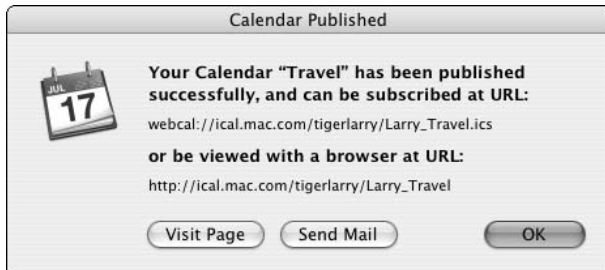 Calendar Published
JUL
17
Your Calendar “Travel” has been published
successfully, and can be subscribed at URL:
webcal://ical.mac.com/tigerlarry/Larry_Travel.ics
or be viewed with a browser at URL:
http://ical.mac.com/tigerlarry/Larry_Travel
Visit Page Send Mail OK